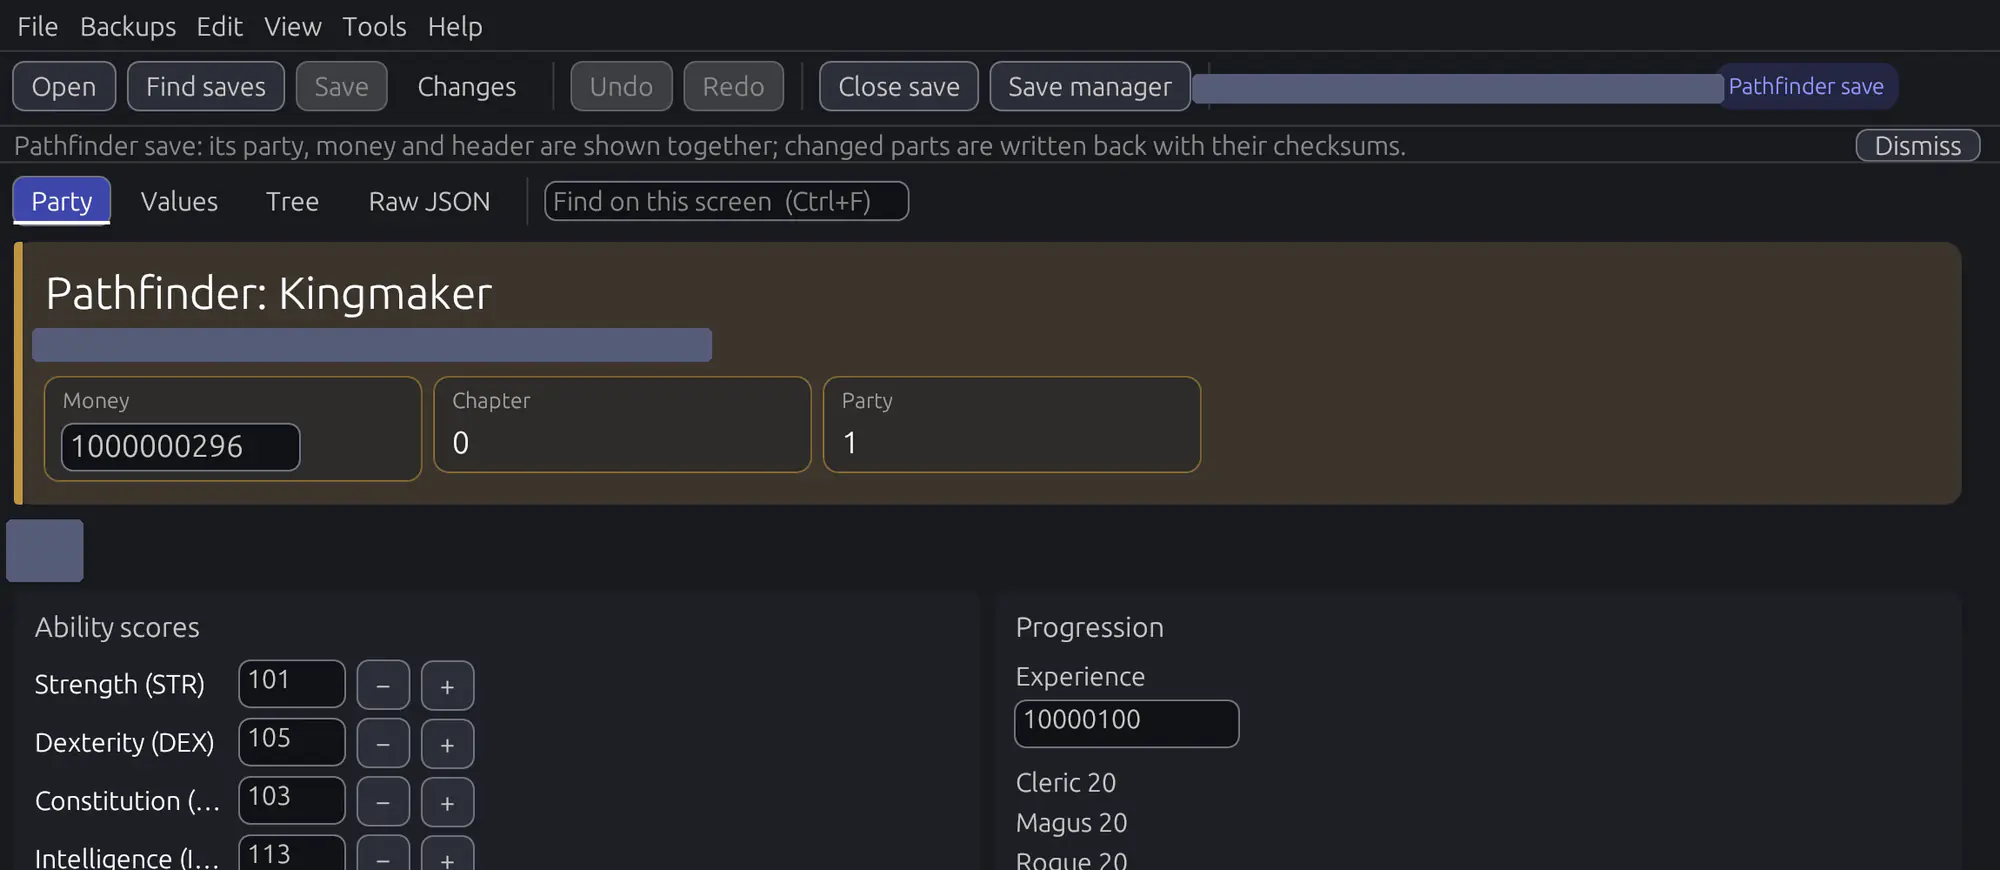 File Backups Edit View Tools Help
Open Find saves Save Changes Undo Redo Close save Save manager Pathfinder save
Pathfinder save: its party, money and header are shown together; changed parts are written back with their checksums. Dismiss
Party Values Tree Raw JSON Find on this screen (Ctrl+F)
Pathfinder: Kingmaker
Money
1000000296
Chapter
0
Party
1
Ability scores
Strength (STR) 101 − +
Dexterity (DEX) 105 − +
Constitution (... 103 − +
Intelligence (I... 113 − +
Progression
Experience
10000100
Cleric 20
Magus 20
Rogue 20